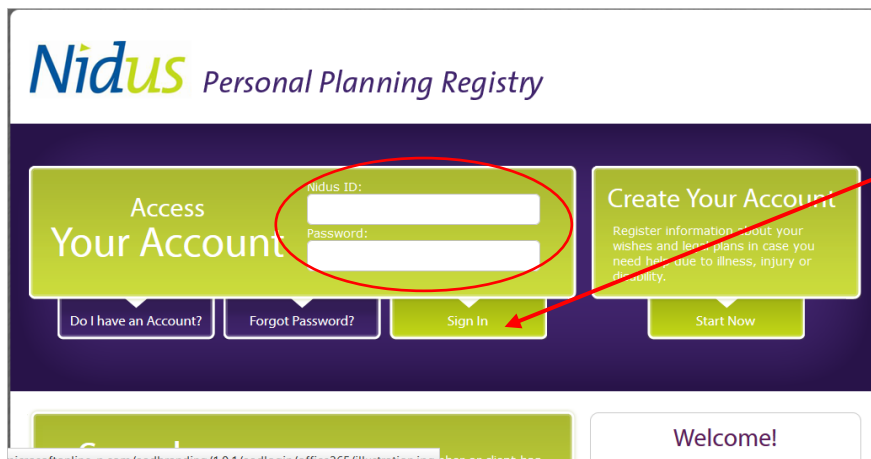 Nidus Personal Planning Registry
Access
Your Account
Nidus ID:
Password:
Do I have an Account?
Forgot Password?
Sign In
Create Your Account
Register information about your
wishes and legal plans in case you
need help due to illness, injury or
disability.
Start Now
Welcome!